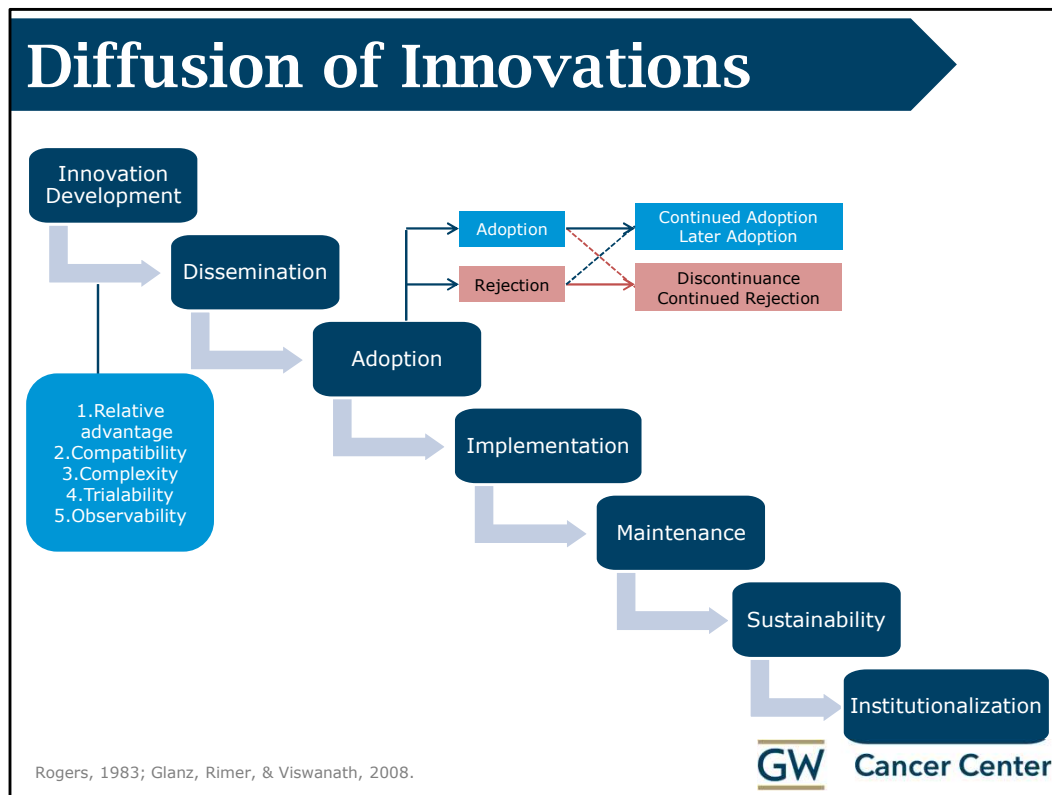 Diffusion of Innovations
Innovation
Development
Dissemination
Adoption
Adoption
Rejection
Continued Adoption
Later Adoption
Discontinuance
Continued Rejection
1.Relative
advantage
2.Compatibility
3.Complexity
4.Trialability
5.Observability
Implementation
Maintenance
Sustainability
Institutionalization
Rogers, 1983; Glanz, Rimer, & Viswanath, 2008.
GW Cancer Center